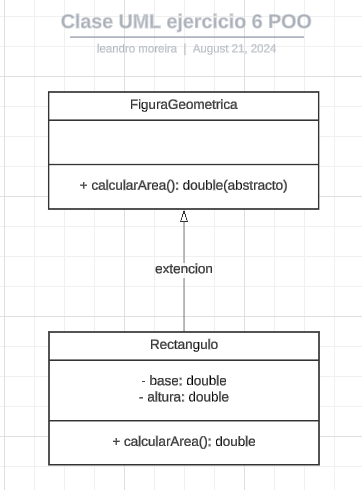 Clase UML ejercicio 6 POO
leandro moreira | August 21, 2024
FiguraGeometrica
+ calcularArea(): double(abstracto)
extencion
Rectangulo
- base: double
- altura: double
+ calcularArea(): double